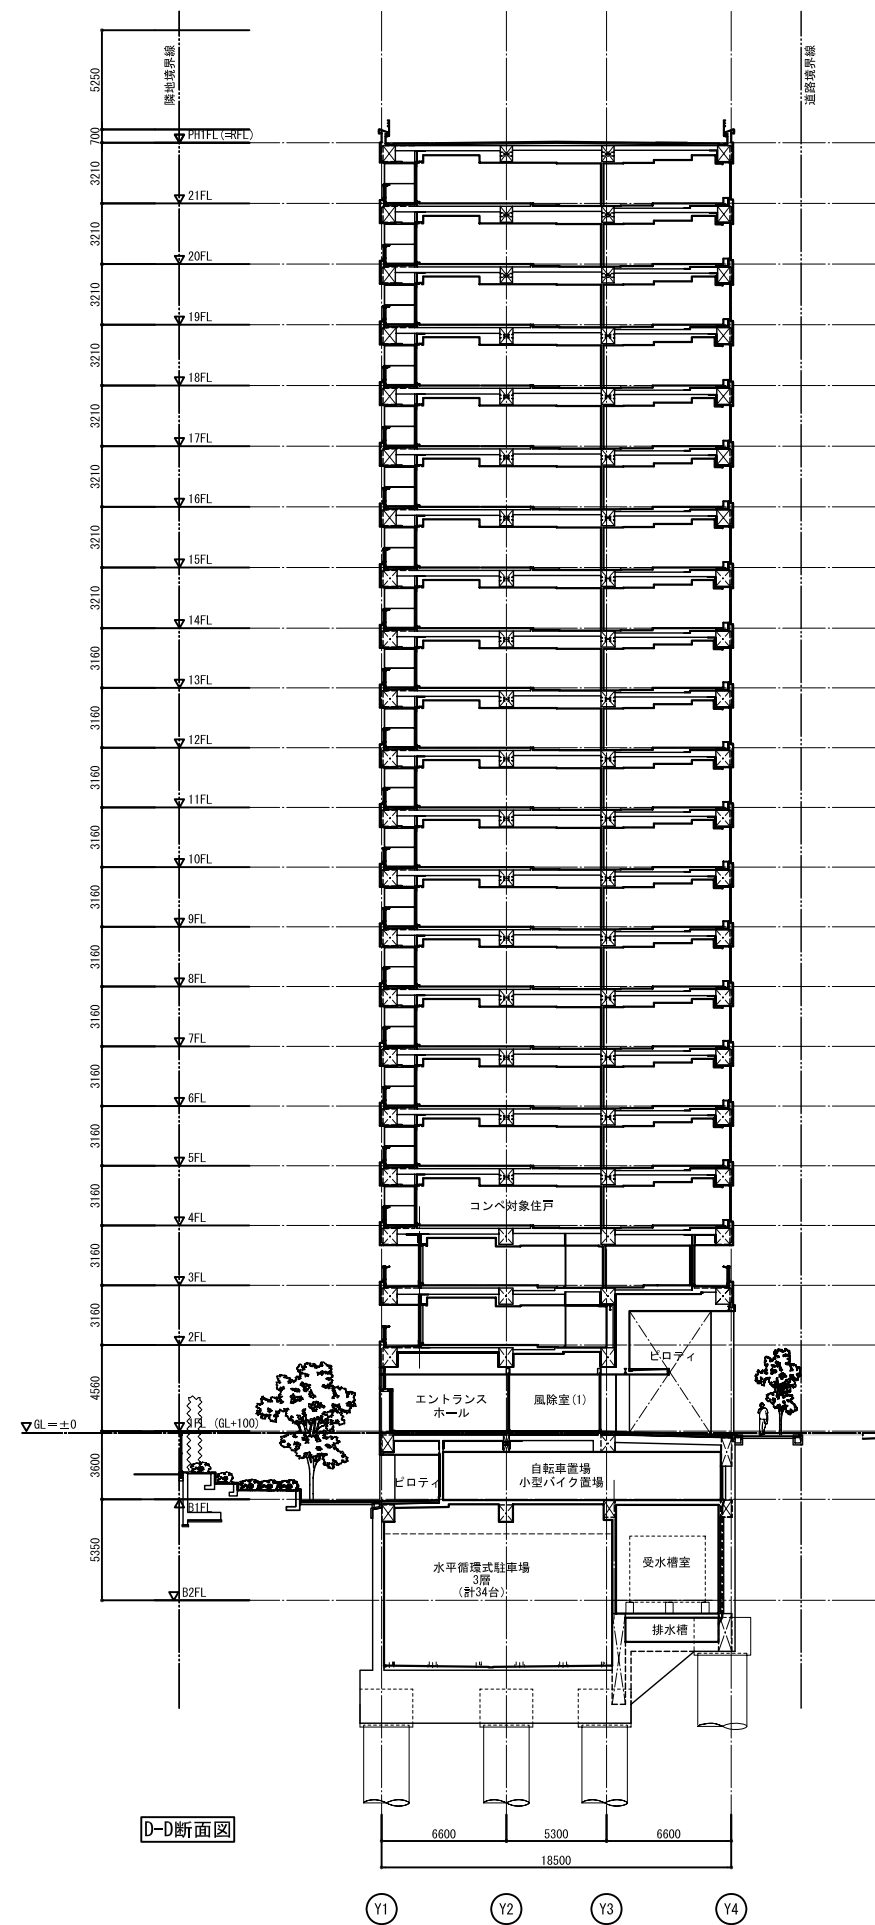 隣地境界線
道路境界線
5250
700
PHTFL(=RFL)
3210
21FL
3210
20FL
3210
19FL
3210
18FL
3210
17FL
3210
16FL
3210
15FL
3210
14FL
3160
13FL
3160
12FL
3160
11FL
3160
10FL
3160
9FL
3160
8FL
3160
7FL
3160
6FL
3160
5FL
3160
コンペ対象住戸
4FL
3160
3FL
3160
2FL
ピロティ
4560
エントランス
ホール
風除室(1)
GL=±0
1FL (GL+100)
3600
ピロティ
自転車置場
小型バイク置場
B1FL
5350
水平循環式駐車場
3層
(計34台)
受水槽室
B2FL
排水槽
D-D断面図
6600
5300
6600
18500
Y1
Y2
Y3
Y4